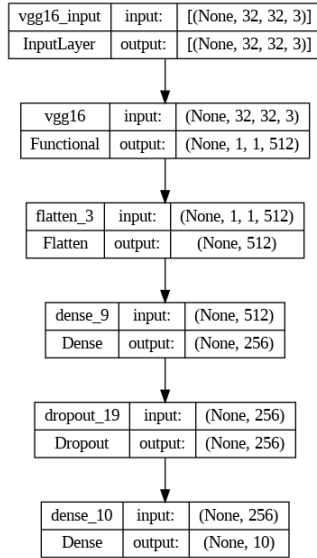 vgg16_input input: [(None, 32, 32, 3)]
InputLayer output: [(None, 32, 32, 3)]
vgg16 input: (None, 32, 32, 3)
Functional output: (None, 1, 1, 512)
flatten_3 input: (None, 1, 1, 512)
Flatten output: (None, 512)
dense_9 input: (None, 512)
Dense output: (None, 256)
dropout_19 input: (None, 256)
Dropout output: (None, 256)
dense_10 input: (None, 256)
Dense output: (None, 10)